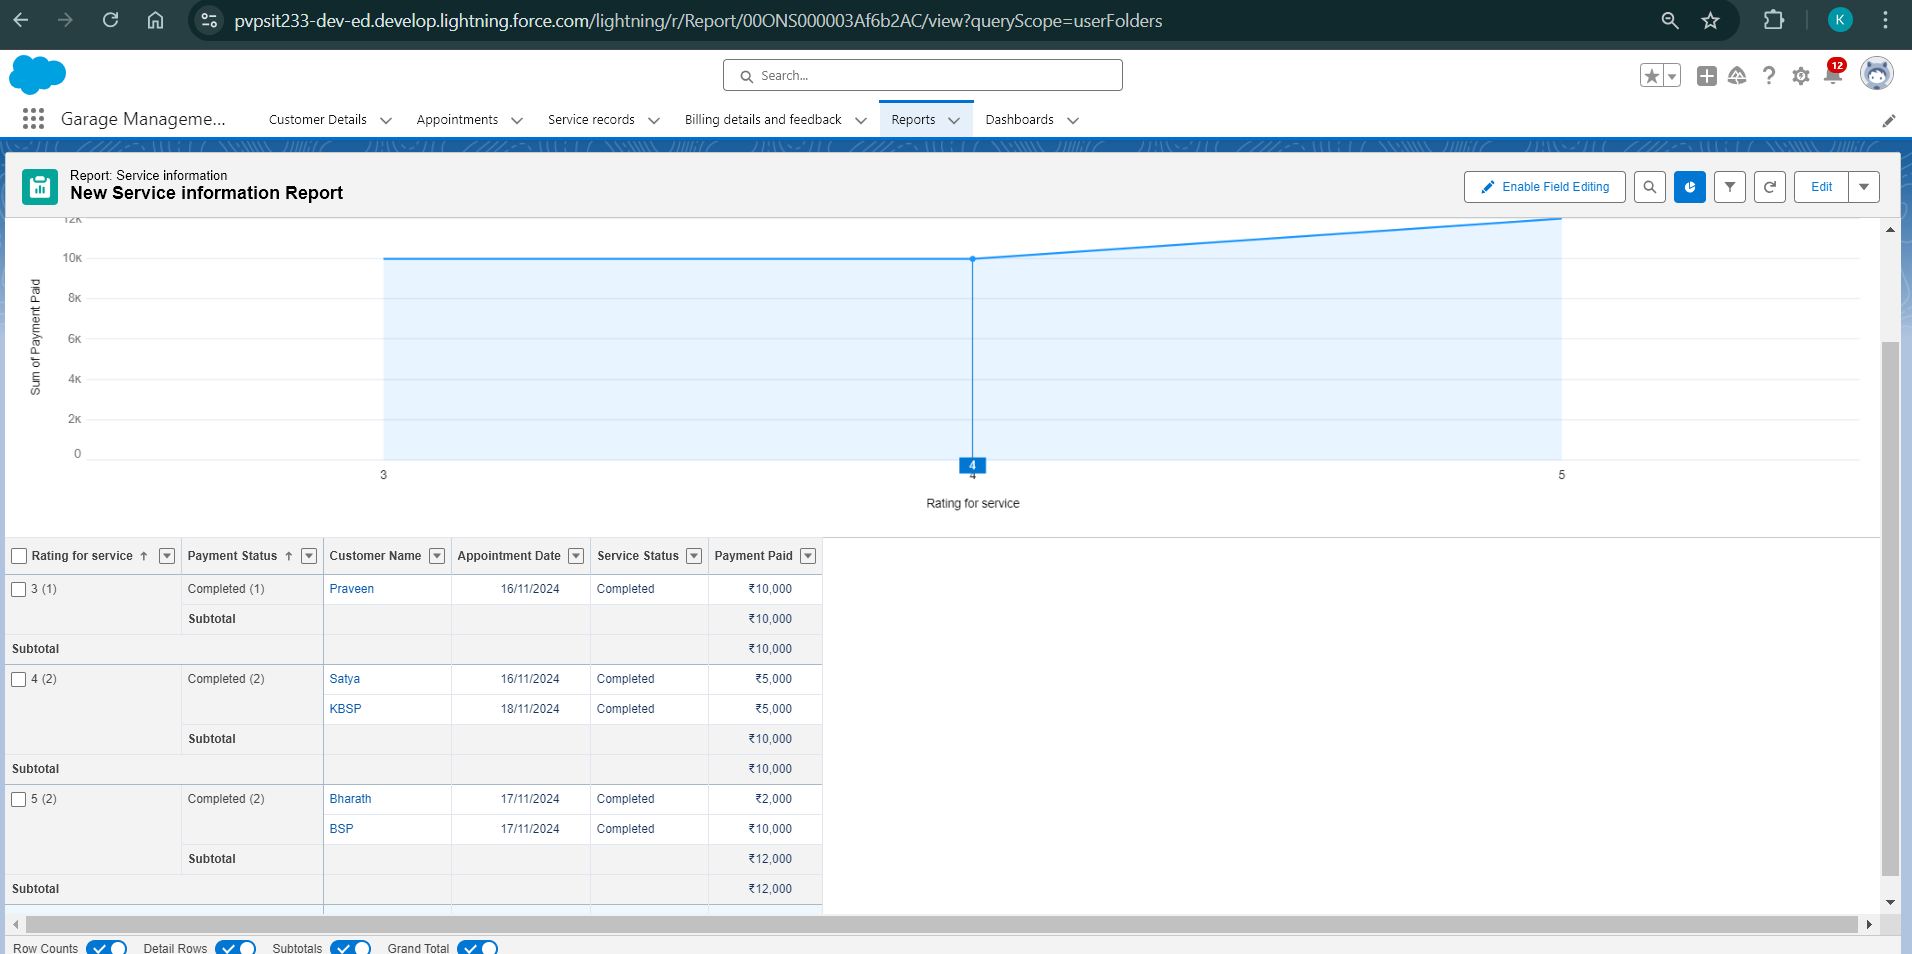 pvpsit233-dev-ed.develop.lightning.force.com/lightning/r/Report/00ONS000003Af6b2AC/view?queryScope=userFolders
K
Search...
12
Garage Manageme...
Customer Details
Appointments
Service records
Billing details and feedback
Reports
Dashboards
Report: Service information
New Service information Report
Enable Field Editing
Edit
12K
10K
8K
6K
4K
2K
0
Sum of Payment Paid
3
4
4
5
Rating for service
Rating for service ↑ Payment Status ↑ Customer Name Appointment Date Service Status Payment Paid
3 (1) Completed (1) Praveen 16/11/2024 Completed ₹10,000
Subtotal ₹10,000
Subtotal ₹10,000
4 (2) Completed (2) Satya 16/11/2024 Completed ₹5,000
KBSP 18/11/2024 Completed ₹5,000
Subtotal ₹10,000
Subtotal ₹10,000
5 (2) Completed (2) Bharath 17/11/2024 Completed ₹2,000
BSP 17/11/2024 Completed ₹10,000
Subtotal ₹12,000
Subtotal ₹12,000
Row Counts Detail Rows Subtotals Grand Total